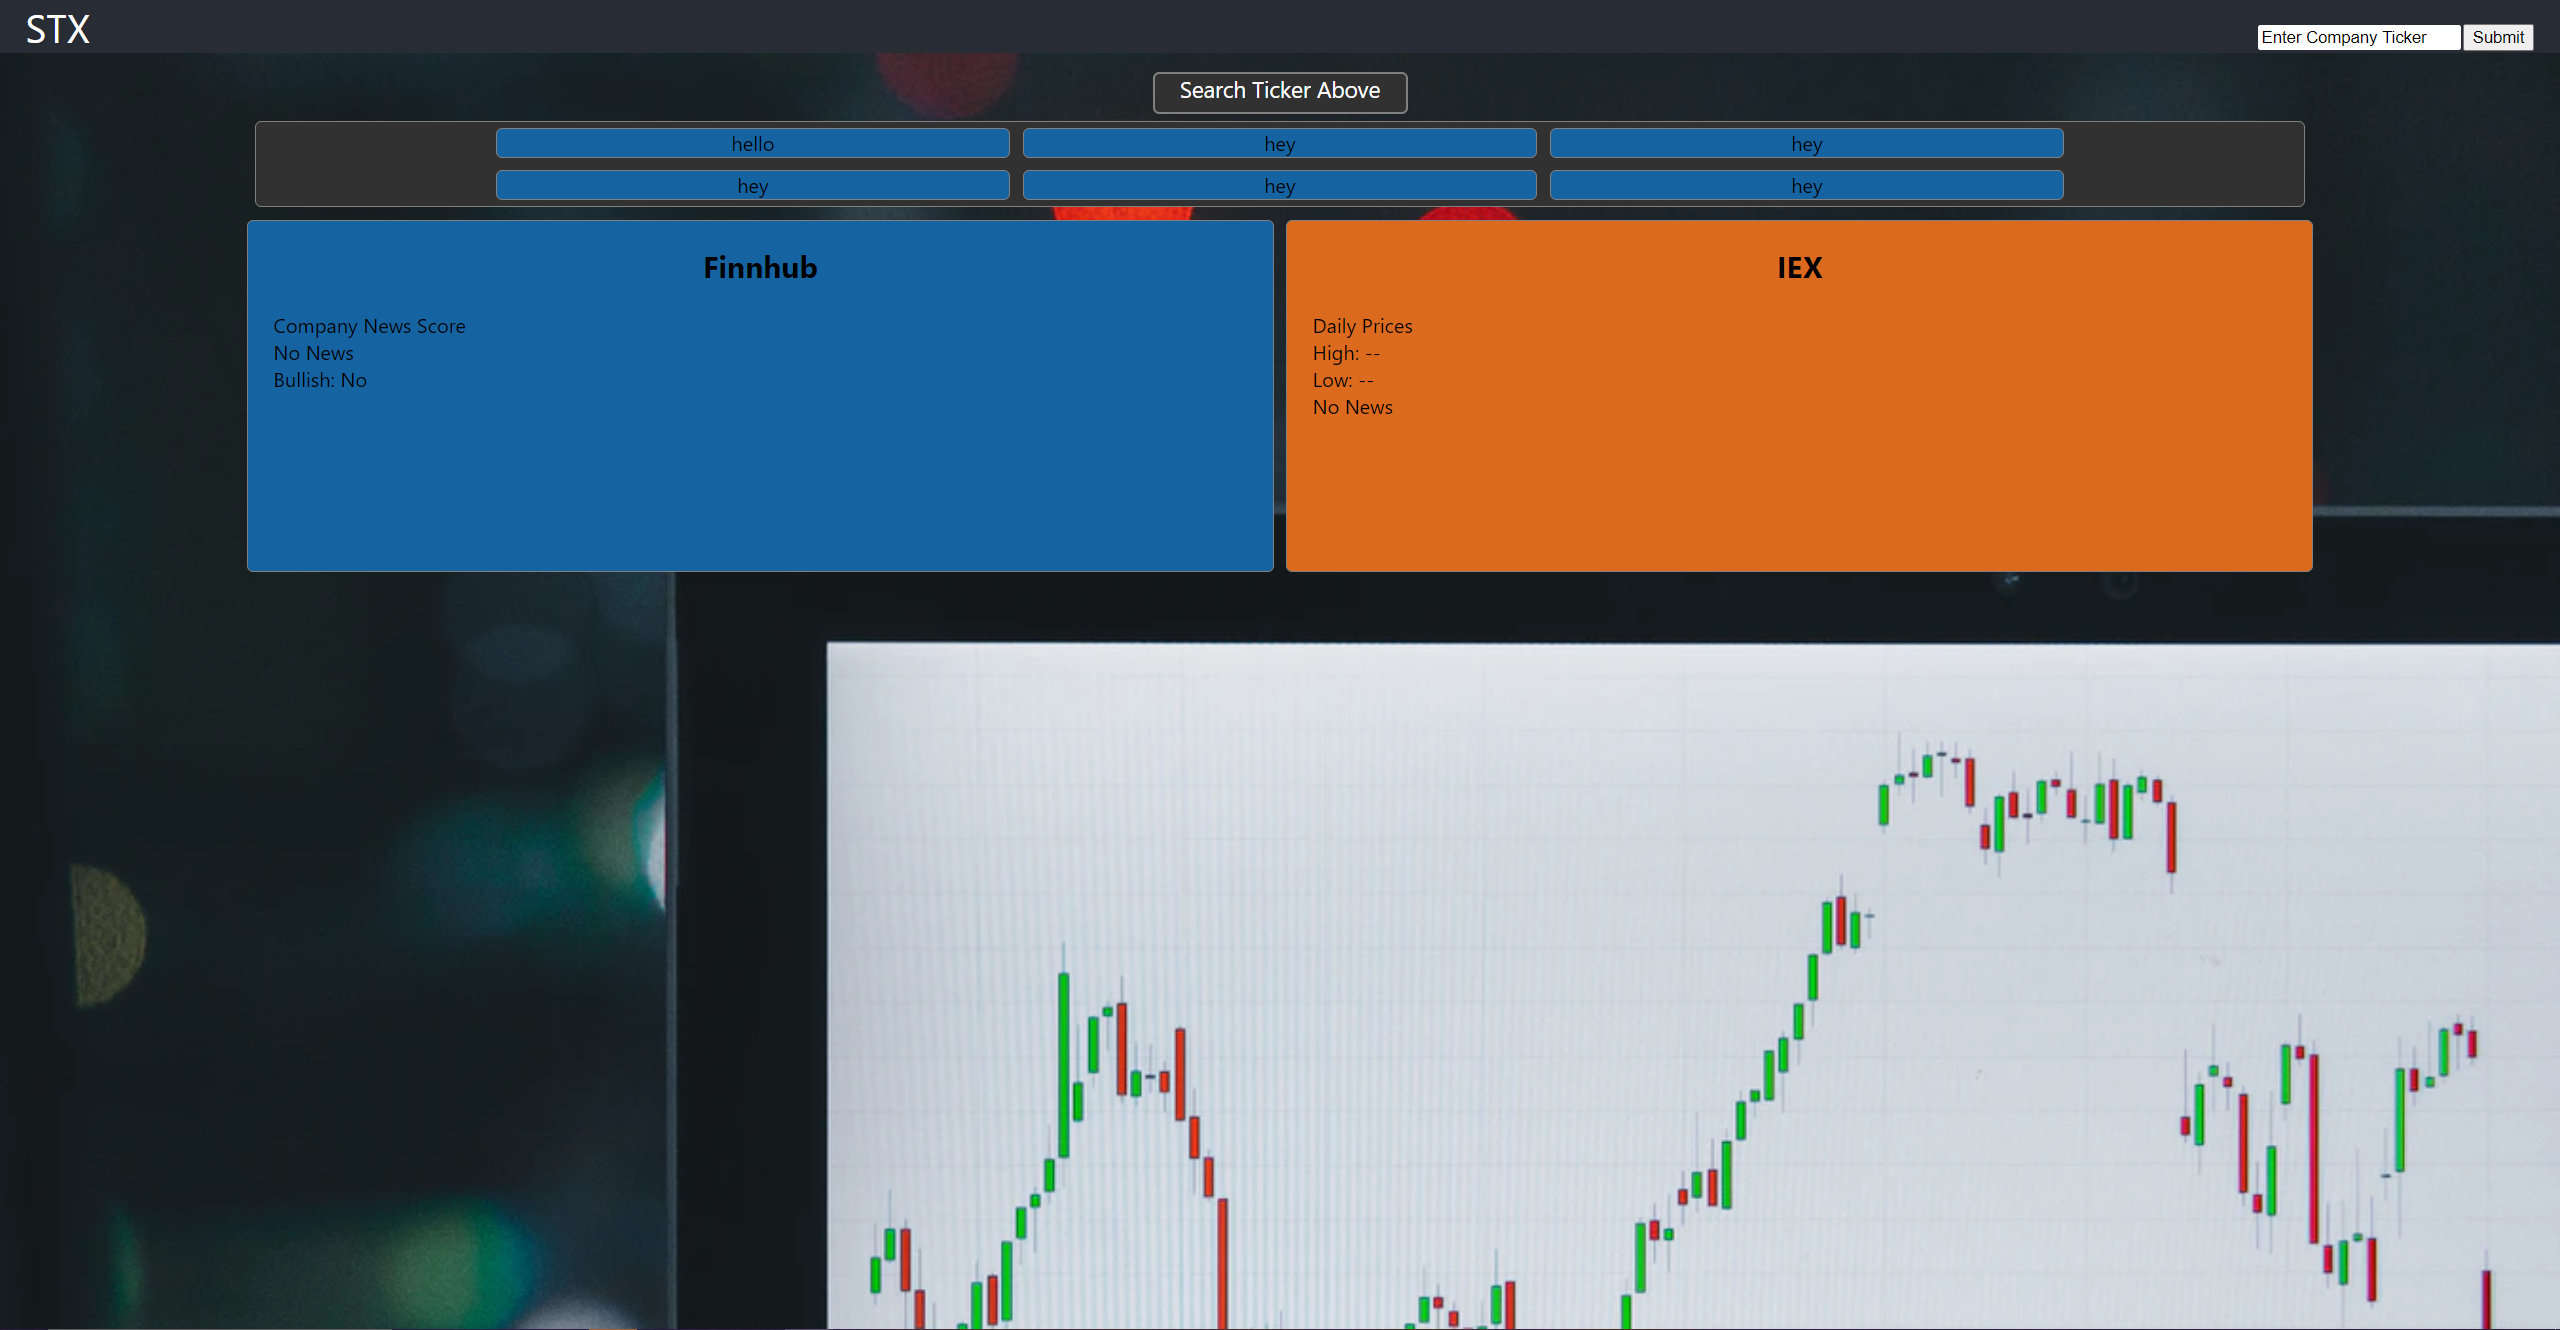 STX
Enter Company Ticker Submit
Search Ticker Above
hello hey hey
hey hey hey
Finnhub
Company News Score
No News
Bullish: No
IEX
Daily Prices
High: --
Low: --
No News